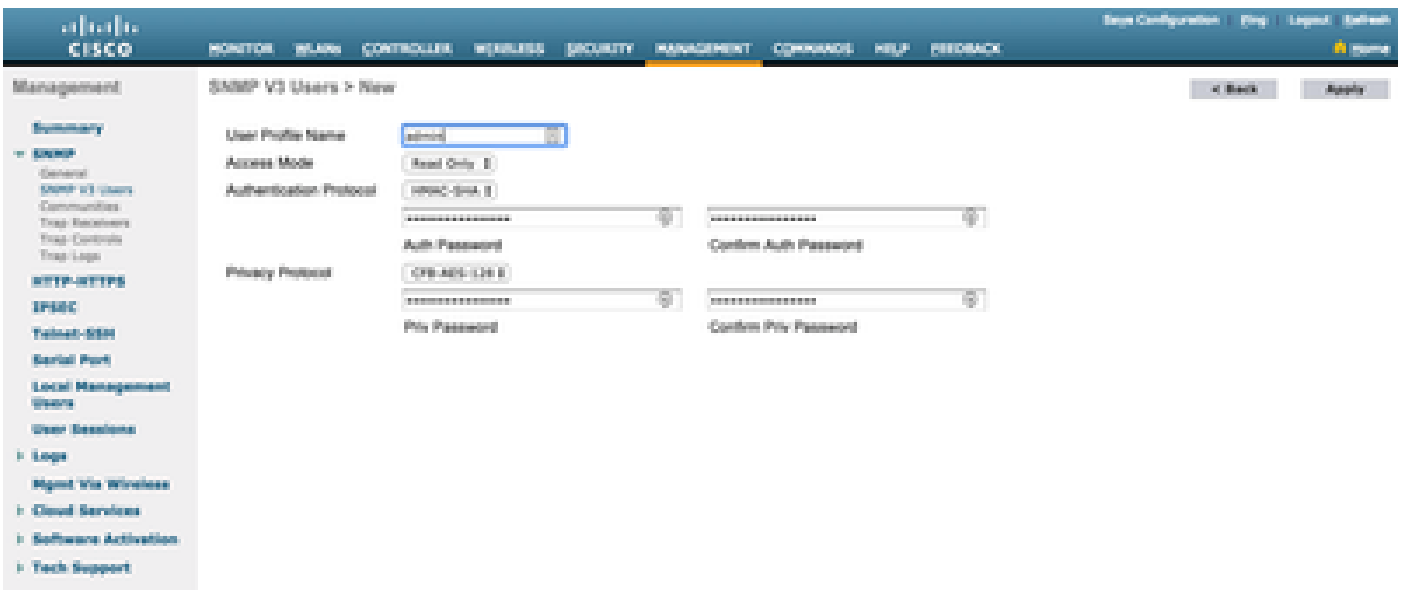 Save Configuration | Ping | Logout | Refresh
CISCO
MONITOR WLANs CONTROLLER WIRELESS SECURITY MANAGEMENT COMMANDS HELP FEEDBACK
Home
Management
SNMP V3 Users > New
< Back
Apply
Summary
SNMP
General
SNMP V3 Users
Communities
Trap Receivers
Trap Controls
Trap Logs
HTTP-HTTPS
IPSEC
Telnet-SSH
Serial Port
Local Management
Users
User Sessions
Logs
Mgmt Via Wireless
Cloud Services
Software Activation
Tech Support
User Profile Name admin
Access Mode Read Only
Authentication Protocol HMAC-SHA
Auth Password Confirm Auth Password
Privacy Protocol CFB-AES-128
Priv Password Confirm Priv Password